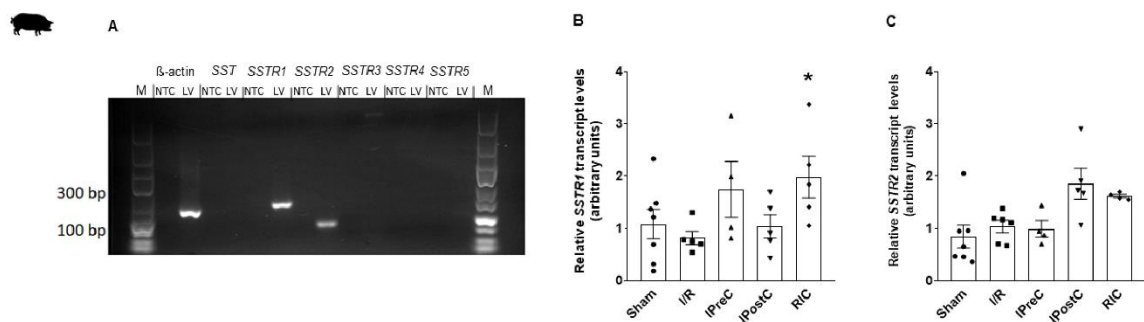 A
ß-actin SST SSTR1 SSTR2 SSTR3 SSTR4 SSTR5
M NTC LV NTC LV NTC LV NTC LV NTC LV NTC LV NTC LV M
300 bp
100 bp
B
Relative SSTR1 transcript levels
(arbitrary units)
4
3
2
1
0
*
Sham
I/R
IPreC
IPostC
RIC
C
Relative SSTR2 transcript levels
(arbitrary units)
4
3
2
1
0
Sham
I/R
IPreC
IPostC
RIC